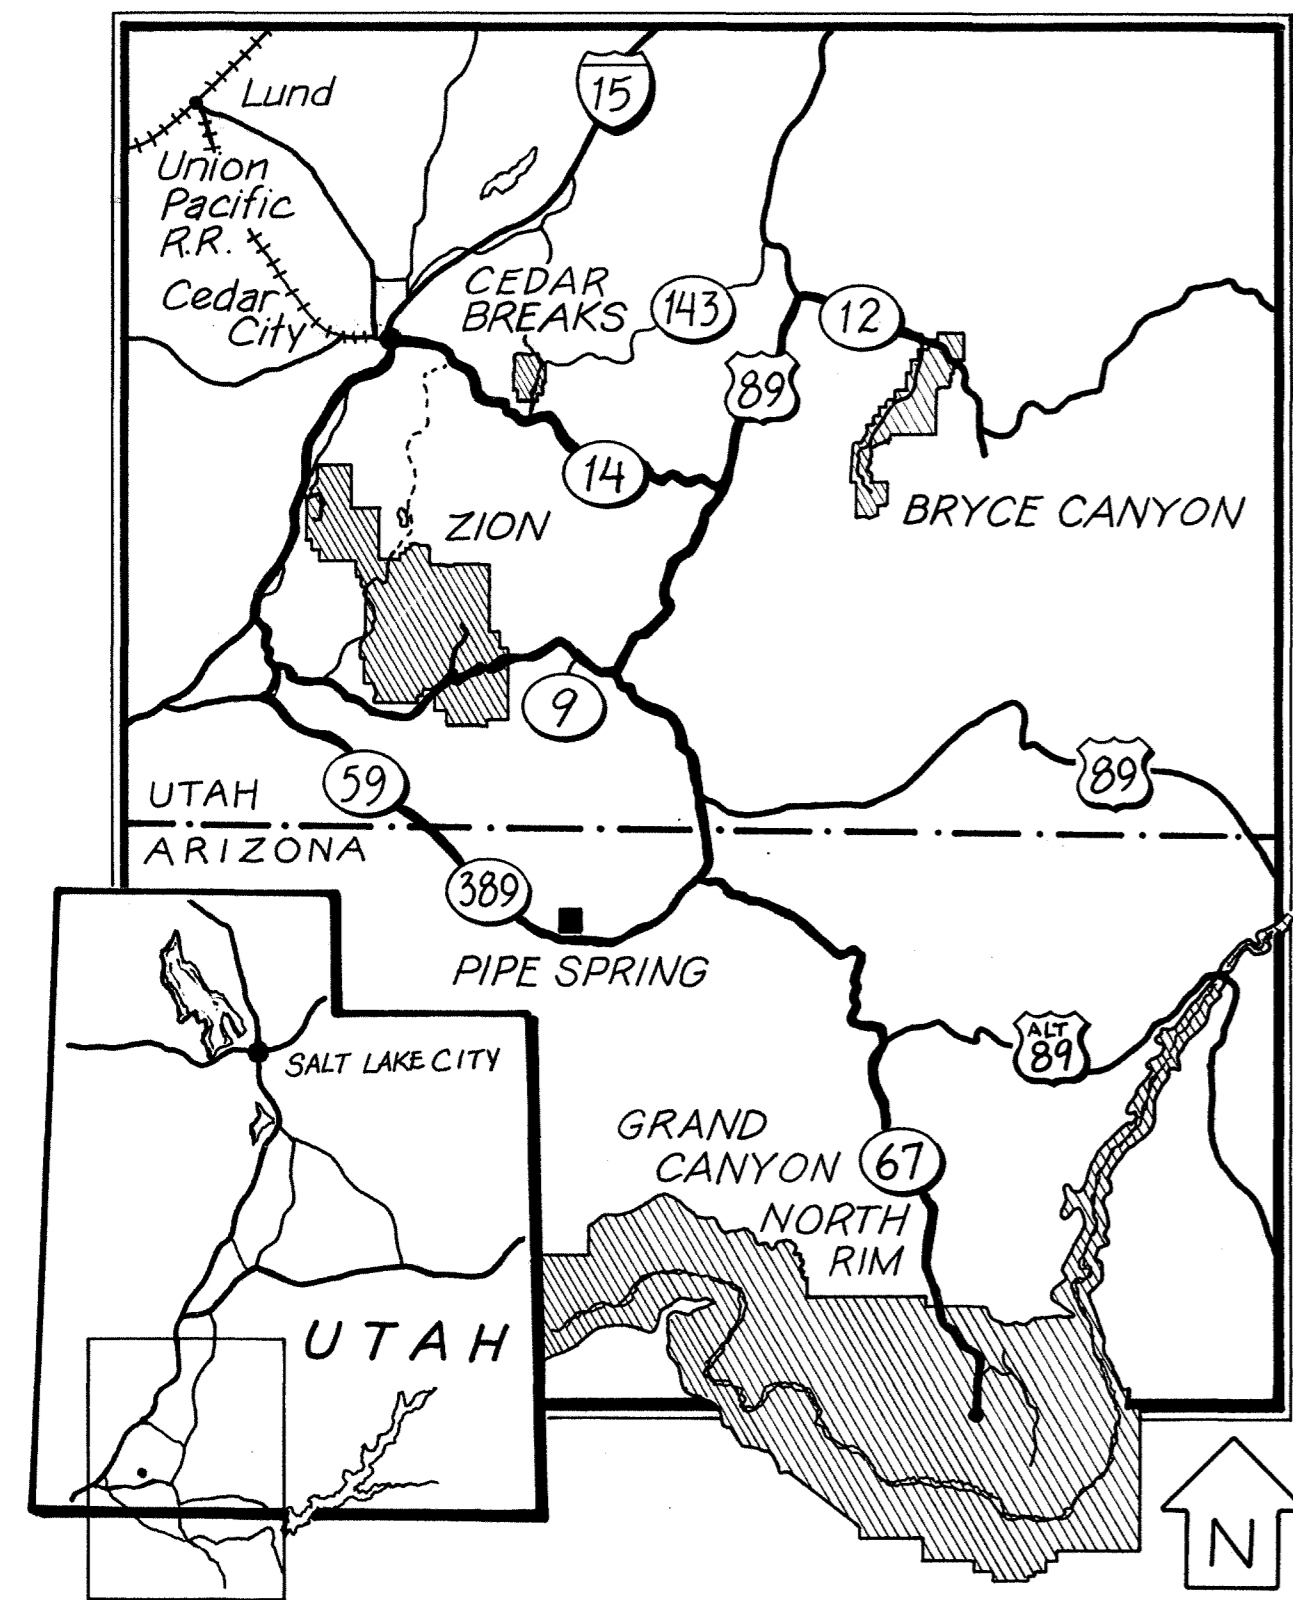 Lund
15
Union
Pacific
R.R.
Cedar
City
CEDAR
BREAKS
143
12
89
14
ZION
BRYCE CANYON
9
59
89
UTAH
ARIZONA
389
PIPE SPRING
ALT
89
SALT LAKE CITY
GRAND
CANYON
67
NORTH
RIM
UTAH
N